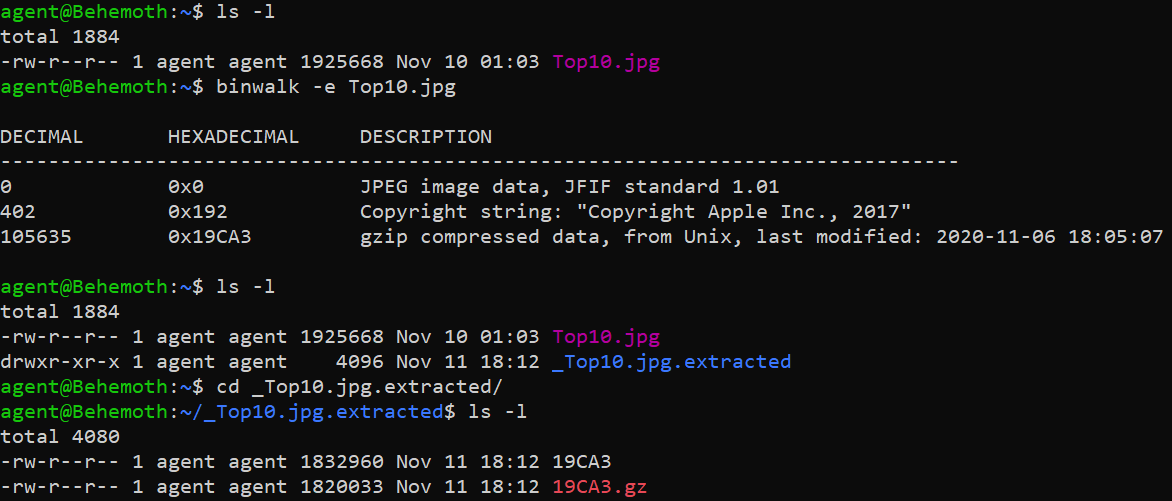 agent@Behemoth:~$ ls -l
total 1884
-rw-r--r-- 1 agent agent 1925668 Nov 10 01:03 Top10.jpg
agent@Behemoth:~$ binwalk -e Top10.jpg
DECIMAL       HEXADECIMAL     DESCRIPTION
--------------------------------------------------------------------------------
0             0x0             JPEG image data, JFIF standard 1.01
402           0x192           Copyright string: "Copyright Apple Inc., 2017"
105635        0x19CA3         gzip compressed data, from Unix, last modified: 2020-11-06 18:05:07
agent@Behemoth:~$ ls -l
total 1884
-rw-r--r-- 1 agent agent 1925668 Nov 10 01:03 Top10.jpg
drwxr-xr-x 1 agent agent    4096 Nov 11 18:12 _Top10.jpg.extracted
agent@Behemoth:~$ cd _Top10.jpg.extracted/
agent@Behemoth:~/_Top10.jpg.extracted$ ls -l
total 4080
-rw-r--r-- 1 agent agent 1832960 Nov 11 18:12 19CA3
-rw-r--r-- 1 agent agent 1820033 Nov 11 18:12 19CA3.gz